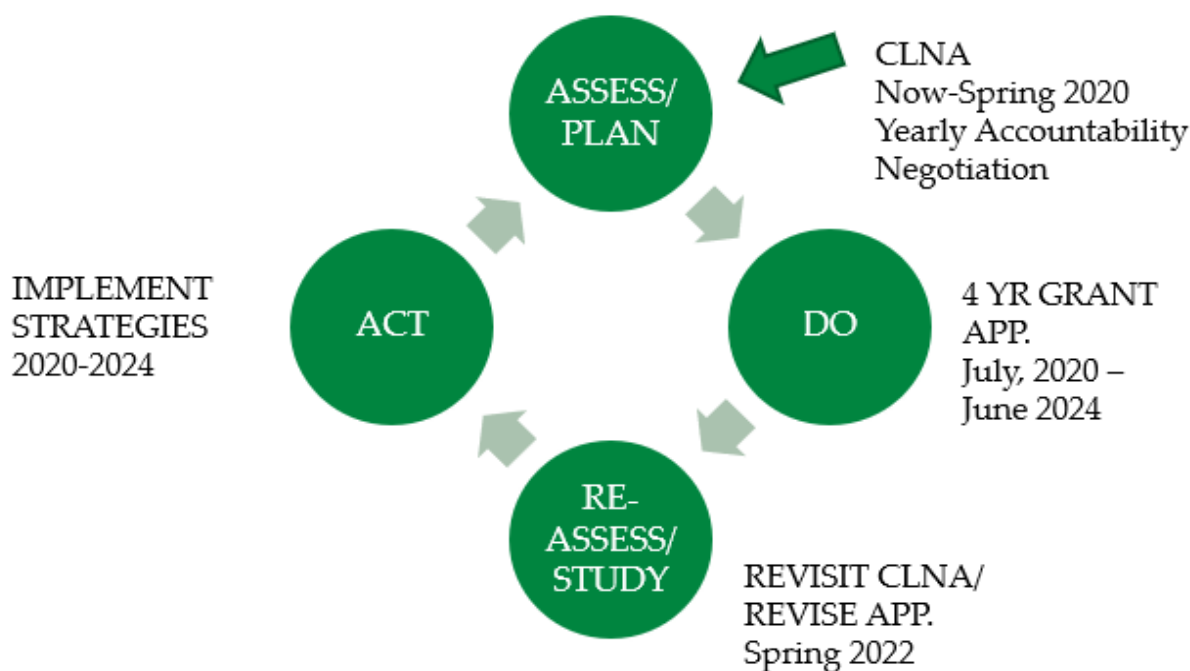 ASSESS/
PLAN
CLNA
Now-Spring 2020
Yearly Accountability
Negotiation
DO
4 YR GRANT
APP.
July, 2020 –
June 2024
RE-
ASSESS/
STUDY
REVISIT CLNA/
REVISE APP.
Spring 2022
ACT
IMPLEMENT
STRATEGIES
2020-2024